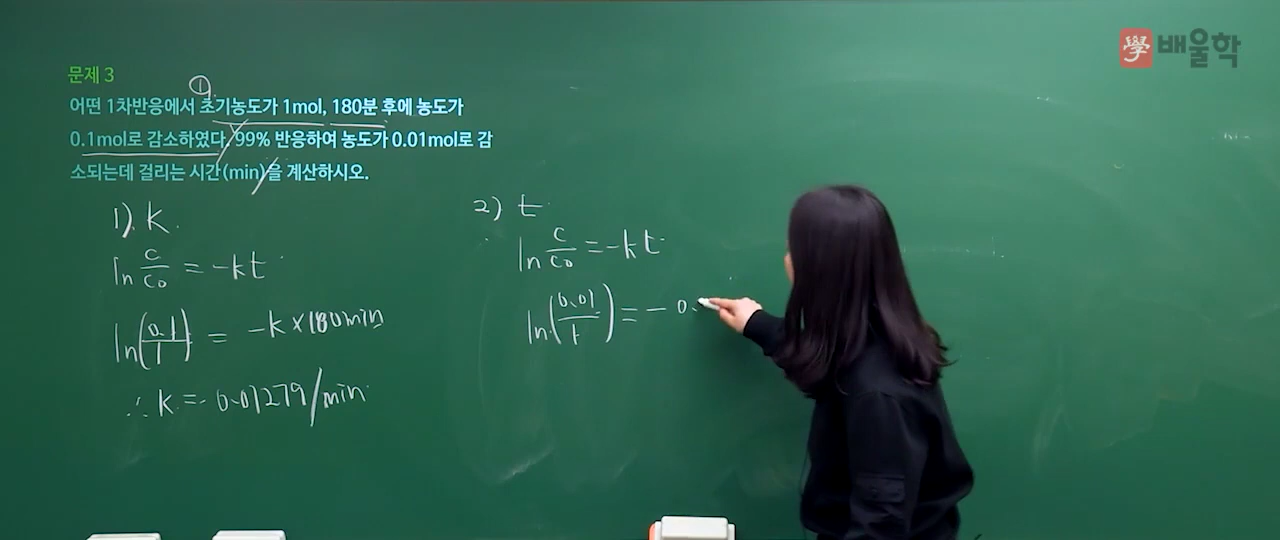 學 배울학
문제 3
①
어떤 1차반응에서 초기농도가 1mol, 180분 후에 농도가
0.1mol로 감소하였다. 99% 반응하여 농도가 0.01mol로 감
소되는데 걸리는 시간(min)을 계산하시오.
1). K
ln C/C₀ = -kt
ln(0.1/1) = -k×180min
∴ k = 0.01279/min
2) t
ln C/C₀ = -kt
ln(0.01/1) = -0.